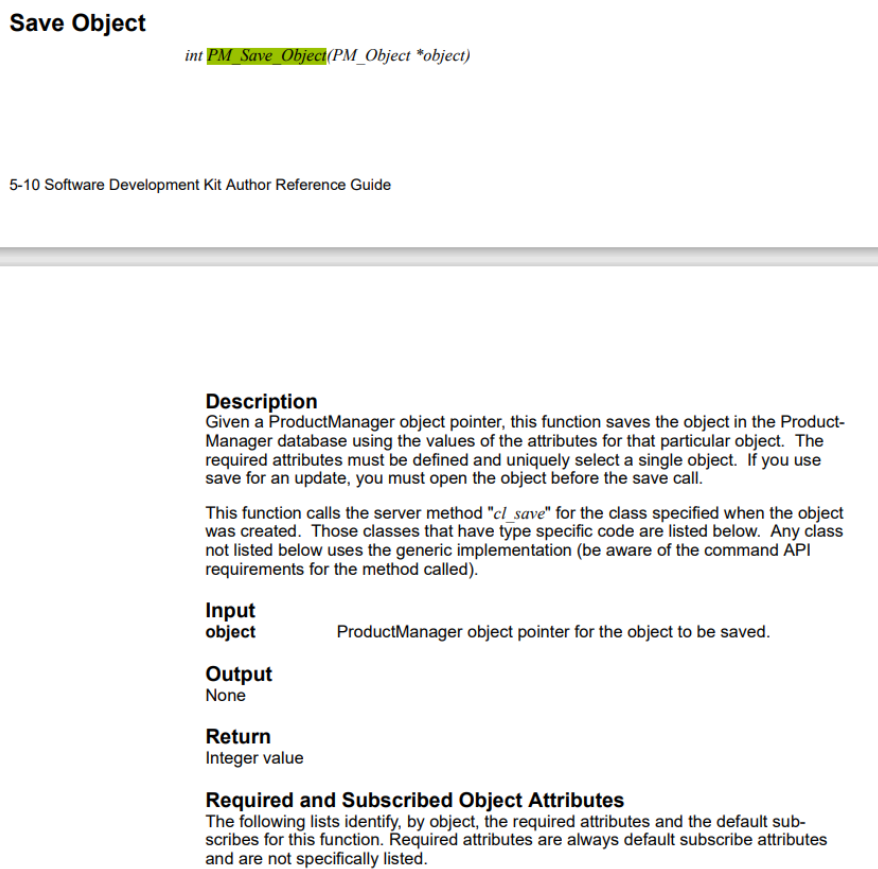 Save Object
int PM_Save_Object(PM_Object *object)
5-10 Software Development Kit Author Reference Guide
Description
Given a ProductManager object pointer, this function saves the object in the Product-
Manager database using the values of the attributes for that particular object.  The
required attributes must be defined and uniquely select a single object.  If you use
save for an update, you must open the object before the save call.
This function calls the server method "cl_save" for the class specified when the object
was created.  Those classes that have type specific code are listed below.  Any class
not listed below uses the generic implementation (be aware of the command API
requirements for the method called).
Input
object ProductManager object pointer for the object to be saved.
Output
None
Return
Integer value
Required and Subscribed Object Attributes
The following lists identify, by object, the required attributes and the default sub-
scribes for this function. Required attributes are always default subscribe attributes
and are not specifically listed.